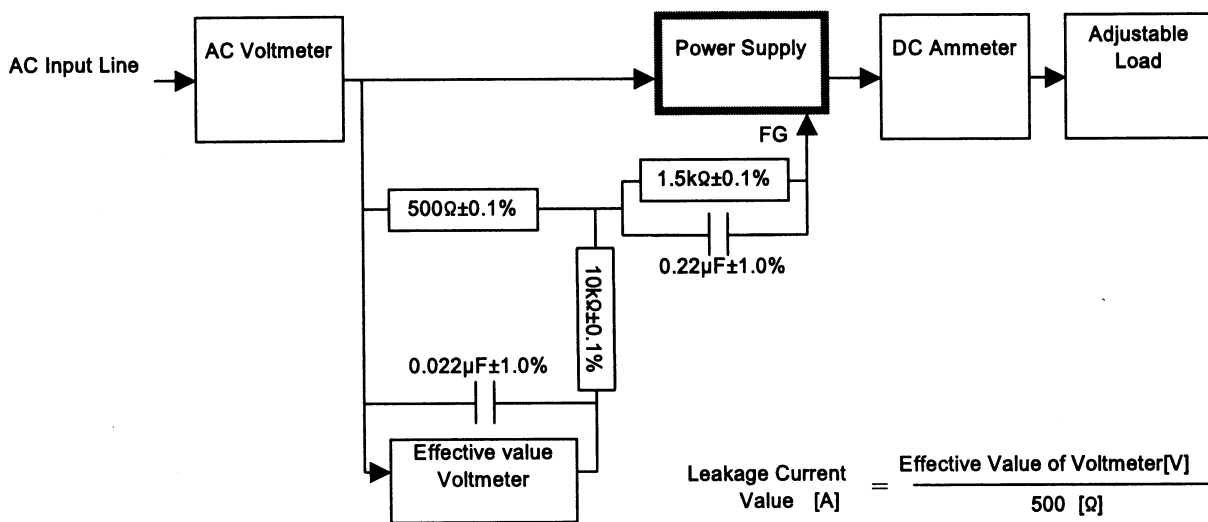 AC Input Line
AC Voltmeter
Power Supply
DC Ammeter
Adjustable
Load
FG
500Ω±0.1%
1.5kΩ±0.1%
0.22µF±1.0%
10kΩ±0.1%
0.022µF±1.0%
Effective value
Voltmeter
Leakage Current
Value [A]
=
Effective Value of Voltmeter[V]
500 [Ω]